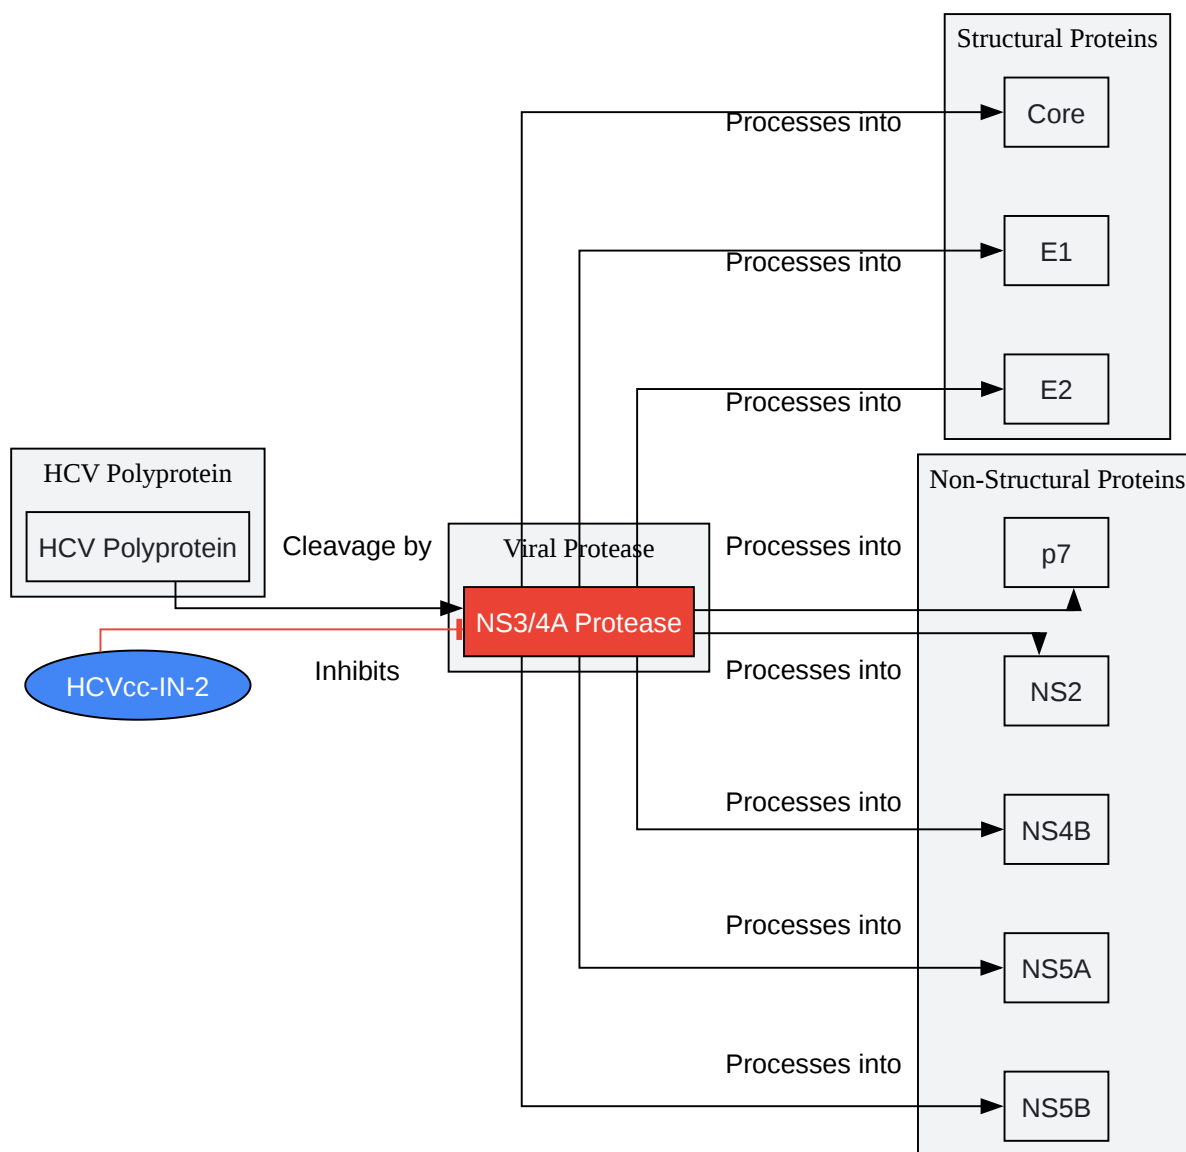 Structural Proteins
Core
Processes into
E1
Processes into
E2
Processes into
HCV Polyprotein
HCV Polyprotein
Cleavage by
Viral Protease
NS3/4A Protease
Inhibits
HCVcc-IN-2
Non-Structural Proteins
Processes into
p7
Processes into
NS2
Processes into
NS4B
Processes into
NS5A
Processes into
NS5B